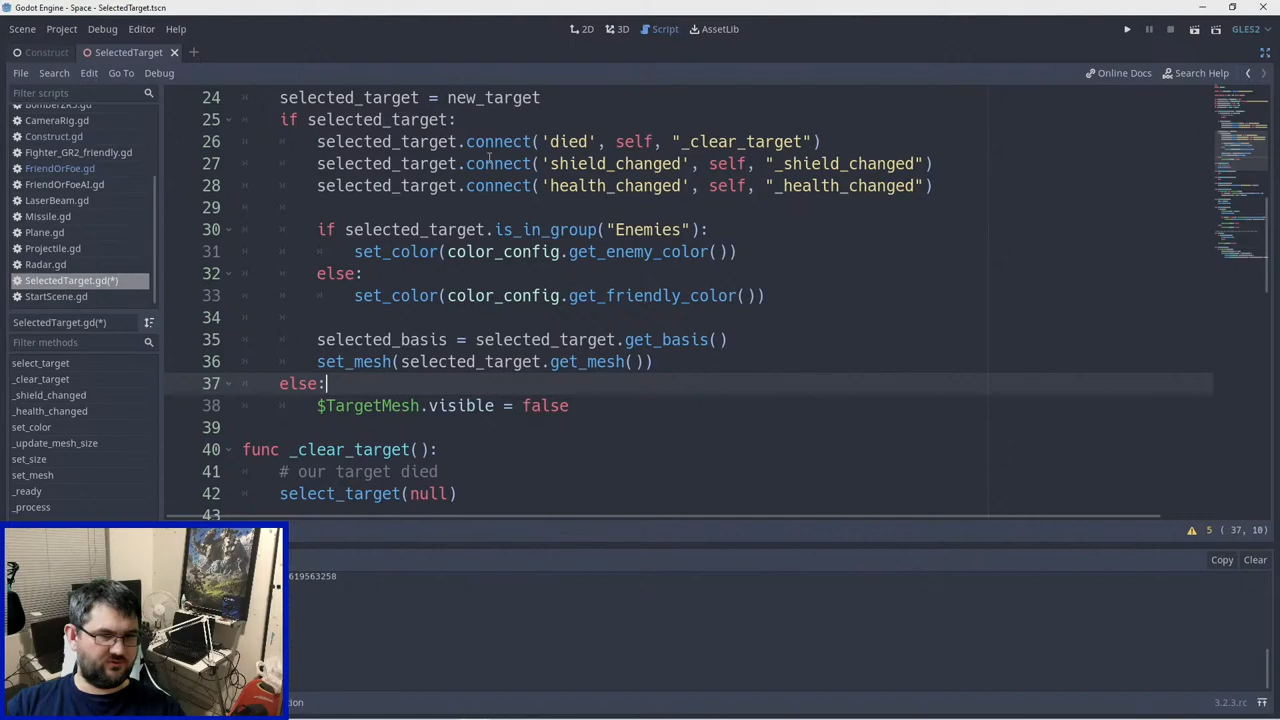 Godot Engine - Space - SelectedTarget.tscn
Scene Project Debug Editor Help
2D 3D Script AssetLib
GLES2
Construct SelectedTarget
File Search Edit Go To Debug
Online Docs Search Help
Filter scripts
CameraRig.gd
Construct.gd
Fighter_GR2_friendly.gd
FriendOrFoe.gd
FriendOrFoeAI.gd
LaserBeam.gd
Missile.gd
Plane.gd
Projectile.gd
Radar.gd
SelectedTarget.gd(*)
StartScene.gd
SelectedTarget.gd(*)
Filter methods
select_target
_clear_target
_shield_changed
_health_changed
set_color
_update_mesh_size
set_size
set_mesh
_ready
_process
24 selected_target = new_target
25 if selected_target:
26 selected_target.connect('died', self, "_clear_target")
27 selected_target.connect('shield_changed', self, "_shield_changed")
28 selected_target.connect('health_changed', self, "_health_changed")
29
30 if selected_target.is_in_group("Enemies"):
31 set_color(color_config.get_enemy_color())
32 else:
33 set_color(color_config.get_friendly_color())
34
35 selected_basis = selected_target.get_basis()
36 set_mesh(selected_target.get_mesh())
37 else:
38 $TargetMesh.visible = false
39
40 func _clear_target():
41 # our target died
42 select_target(null)
43
5 ( 37, 10)
Copy Clear
619563258
3.2.3.rc